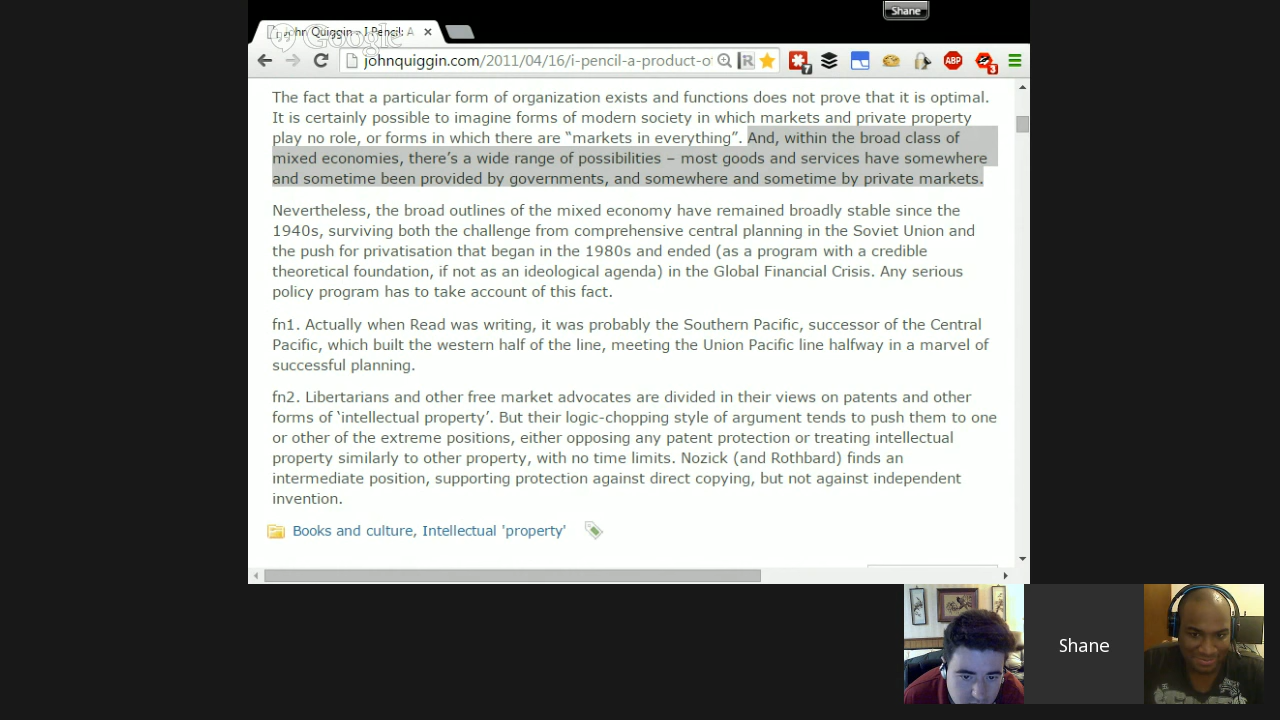 Shane
John Quiggin - I Pencil: A
Google
johnquiggin.com/2011/04/16/i-pencil-a-product-o
7
ABP
3
The fact that a particular form of organization exists and functions does not prove that it is optimal.
It is certainly possible to imagine forms of modern society in which markets and private property
play no role, or forms in which there are “markets in everything”. And, within the broad class of
mixed economies, there’s a wide range of possibilities – most goods and services have somewhere
and sometime been provided by governments, and somewhere and sometime by private markets.
Nevertheless, the broad outlines of the mixed economy have remained broadly stable since the
1940s, surviving both the challenge from comprehensive central planning in the Soviet Union and
the push for privatisation that began in the 1980s and ended (as a program with a credible
theoretical foundation, if not as an ideological agenda) in the Global Financial Crisis. Any serious
policy program has to take account of this fact.
fn1. Actually when Read was writing, it was probably the Southern Pacific, successor of the Central
Pacific, which built the western half of the line, meeting the Union Pacific line halfway in a marvel of
successful planning.
fn2. Libertarians and other free market advocates are divided in their views on patents and other
forms of ‘intellectual property’. But their logic-chopping style of argument tends to push them to one
or other of the extreme positions, either opposing any patent protection or treating intellectual
property similarly to other property, with no time limits. Nozick (and Rothbard) finds an
intermediate position, supporting protection against direct copying, but not against independent
invention.
Books and culture, Intellectual 'property'
Shane